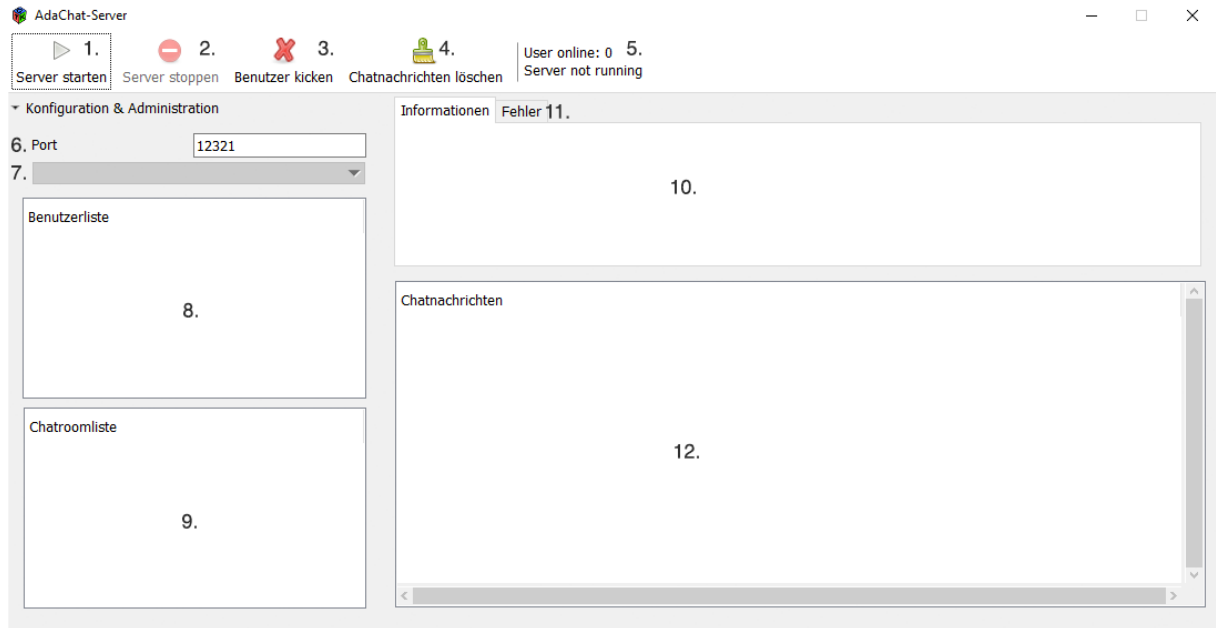 AdaChat-Server
1. 2. 3. 4. User online: 0 5.
Server starten Server stoppen Benutzer kicken Chatnachrichten löschen Server not running
Konfiguration & Administration
Informationen Fehler 11.
6. Port 12321
7.
10.
Benutzerliste
8.
Chatnachrichten
Chatroomliste
12.
9.